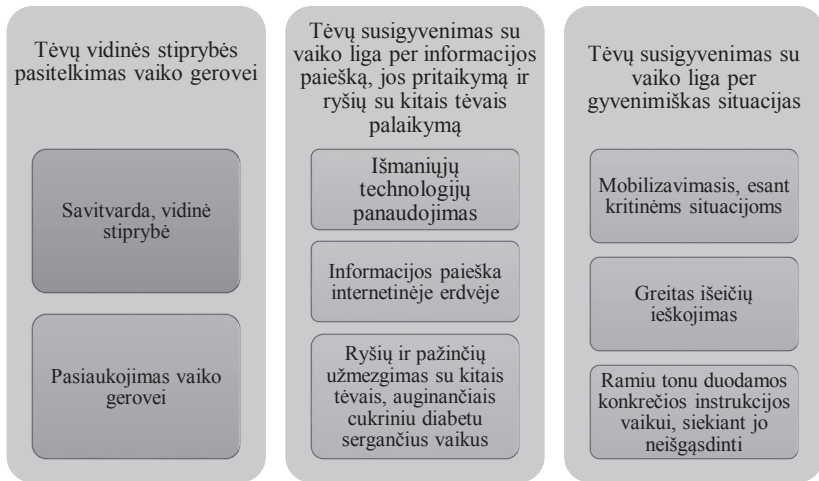 Tėvų vidinės stiprybės
pasitelkimas vaiko gerovei
Savitvarda, vidinė
stiprybė
Pasiaukojimas vaiko
gerovei
Tėvų susigyvenimas su
vaiko liga per informacijos
paiešką, jos pritaikymą ir
ryšių su kitais tėvais
palaikymą
Išmaniųjų
technologijų
panaudojimas
Informacijos paieška
internetinėje erdvėje
Ryšių ir pažinčių
užmezgimas su kitais
tėvais, auginančiais
cukriniu diabetu
sergančius vaikus
Tėvų susigyvenimas su
vaiko liga per
gyvenimiškas situacijas
Mobilizavimasis, esant
kritinėms situacijoms
Greitas išeičių
ieškojimas
Ramiu tonu duodamos
konkrečios instrukcijos
vaikui, siekiant jo
neišgąsdinti